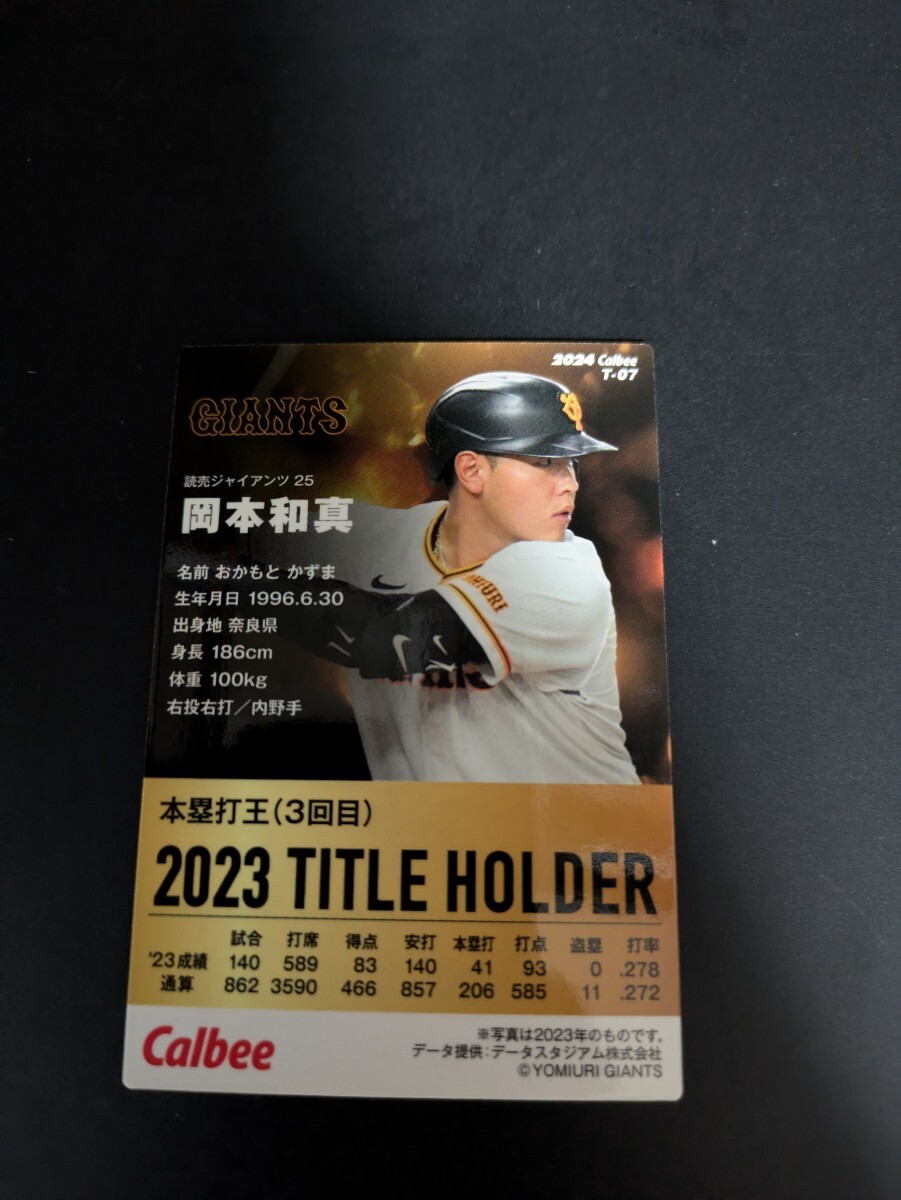 2024 Calbee
T-07
GIANTS
読売ジャイアンツ 25
岡本和真
名前 おかもと かずま
生年月日 1996.6.30
出身地 奈良県
身長 186cm
体重 100kg
右投右打/内野手
本塁打王(3回目)
2023 TITLE HOLDER
試合 打席 得点 安打 本塁打 打点 盗塁 打率
'23成績 140 589 83 140 41 93 0 .278
通算 862 3590 466 857 206 585 11 .272
Calbee
※写真は2023年のものです。
データ提供:データスタジアム株式会社
©YOMIURI GIANTS